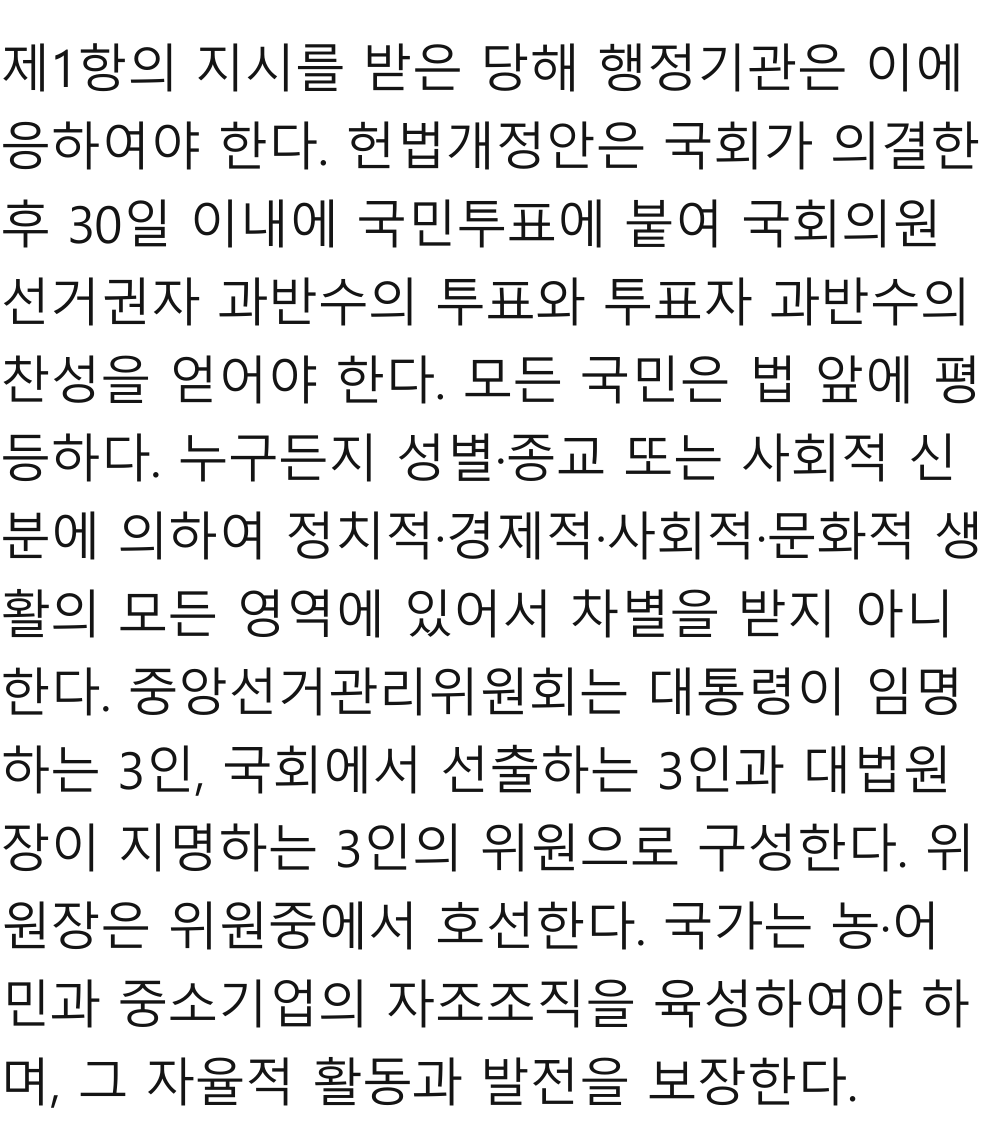 제1항의 지시를 받은 당해 행정기관은 이에
응하여야 한다. 헌법개정안은 국회가 의결한
후 30일 이내에 국민투표에 붙여 국회의원
선거권자 과반수의 투표와 투표자 과반수의
찬성을 얻어야 한다. 모든 국민은 법 앞에 평
등하다. 누구든지 성별·종교 또는 사회적 신
분에 의하여 정치적·경제적·사회적·문화적 생
활의 모든 영역에 있어서 차별을 받지 아니
한다. 중앙선거관리위원회는 대통령이 임명
하는 3인, 국회에서 선출하는 3인과 대법원
장이 지명하는 3인의 위원으로 구성한다. 위
원장은 위원중에서 호선한다. 국가는 농·어
민과 중소기업의 자조조직을 육성하여야 하
며, 그 자율적 활동과 발전을 보장한다.